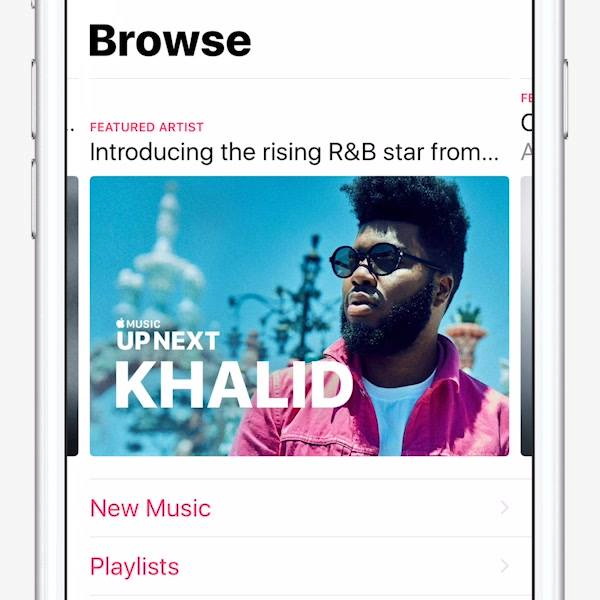 Browse
FEATURED ARTIST
Introducing the rising R&B star from...
MUSIC
UP NEXT
KHALID
New Music
Playlists